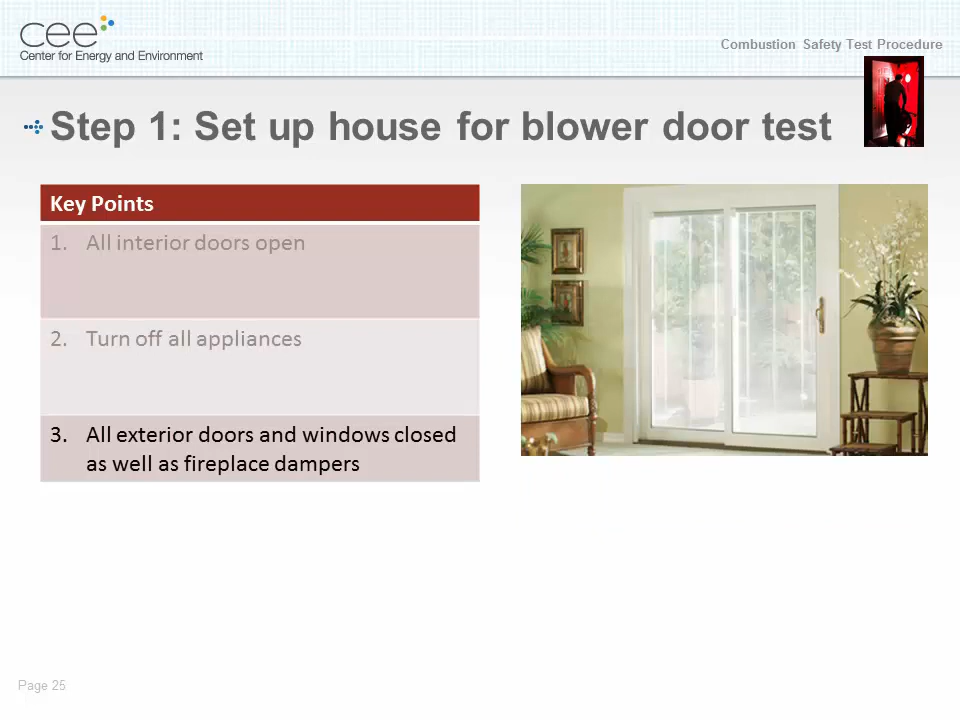 cee
Center for Energy and Environment
Combustion Safety Test Procedure
Step 1: Set up house for blower door test
Key Points
1. All interior doors open
2. Turn off all appliances
3. All exterior doors and windows closed
as well as fireplace dampers
Page 25